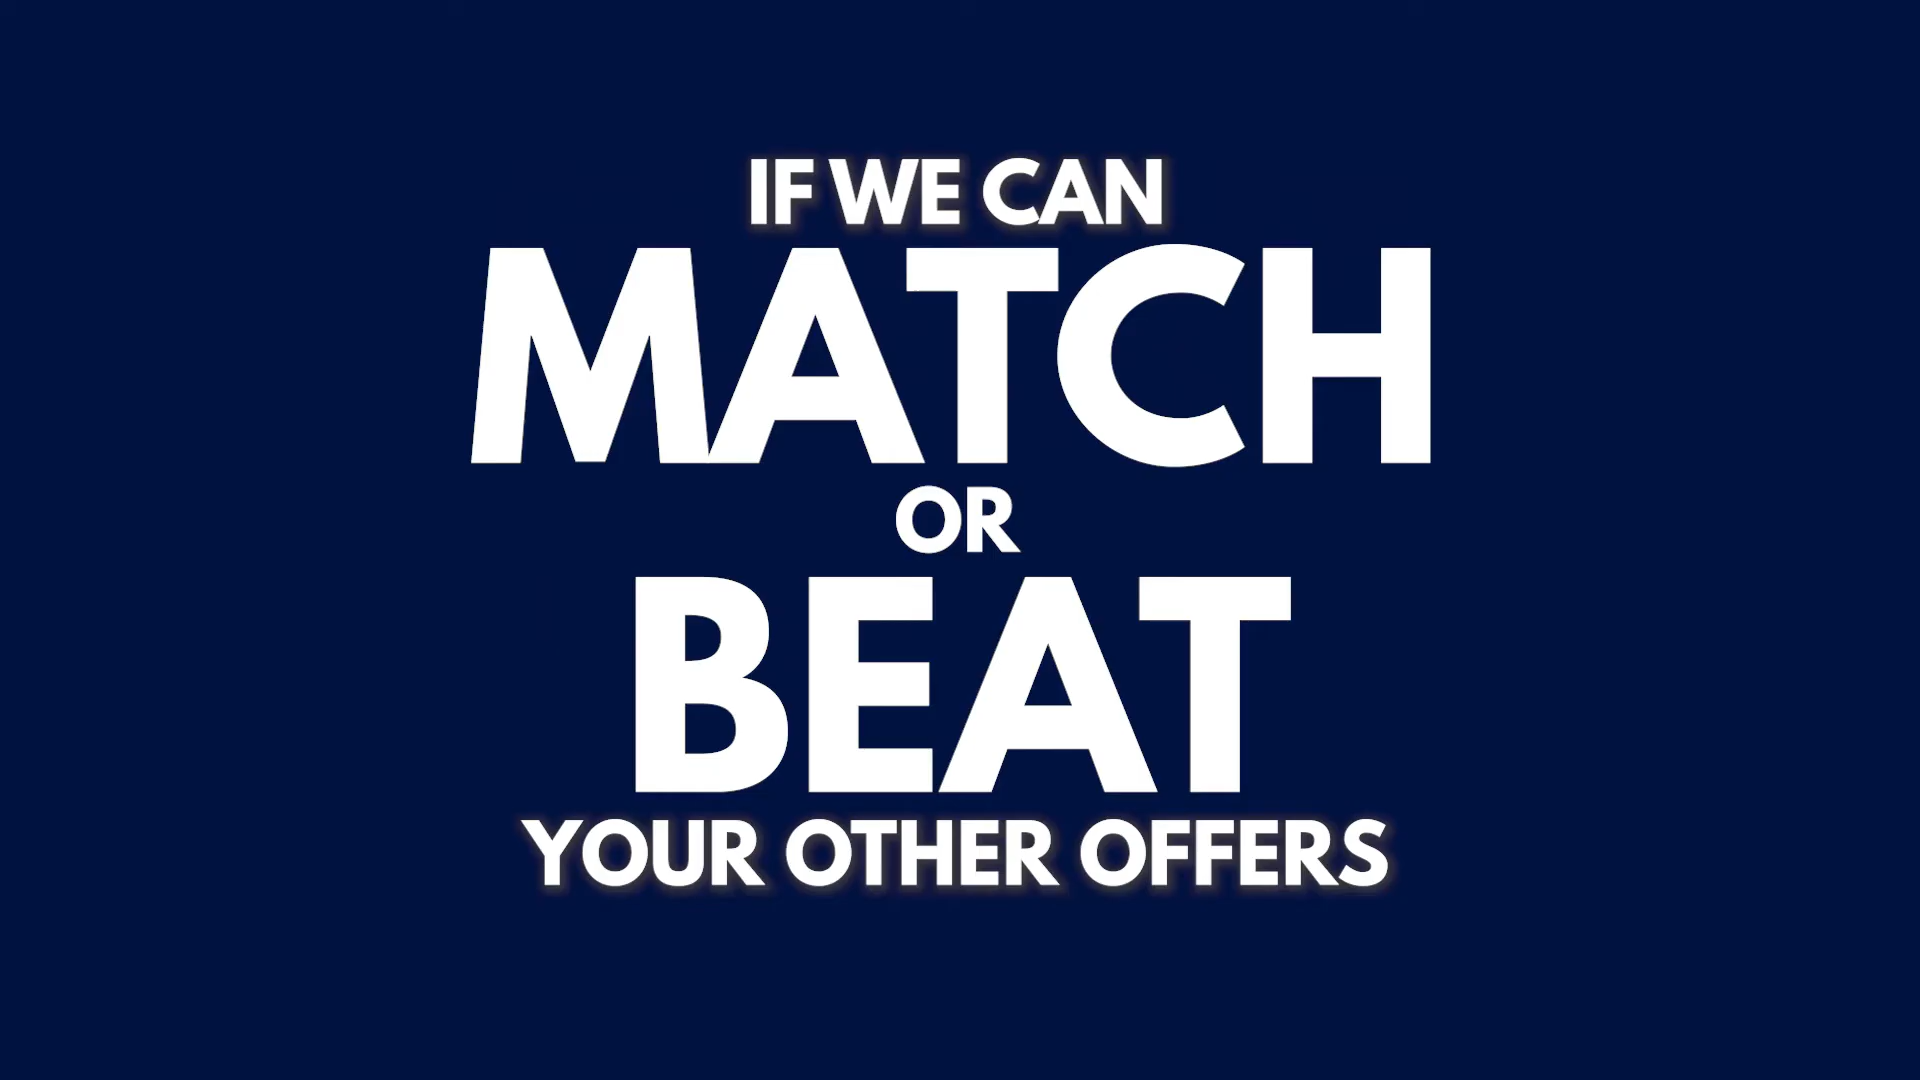 IF WE CAN
MATCH
OR
BEAT
YOUR OTHER OFFERS